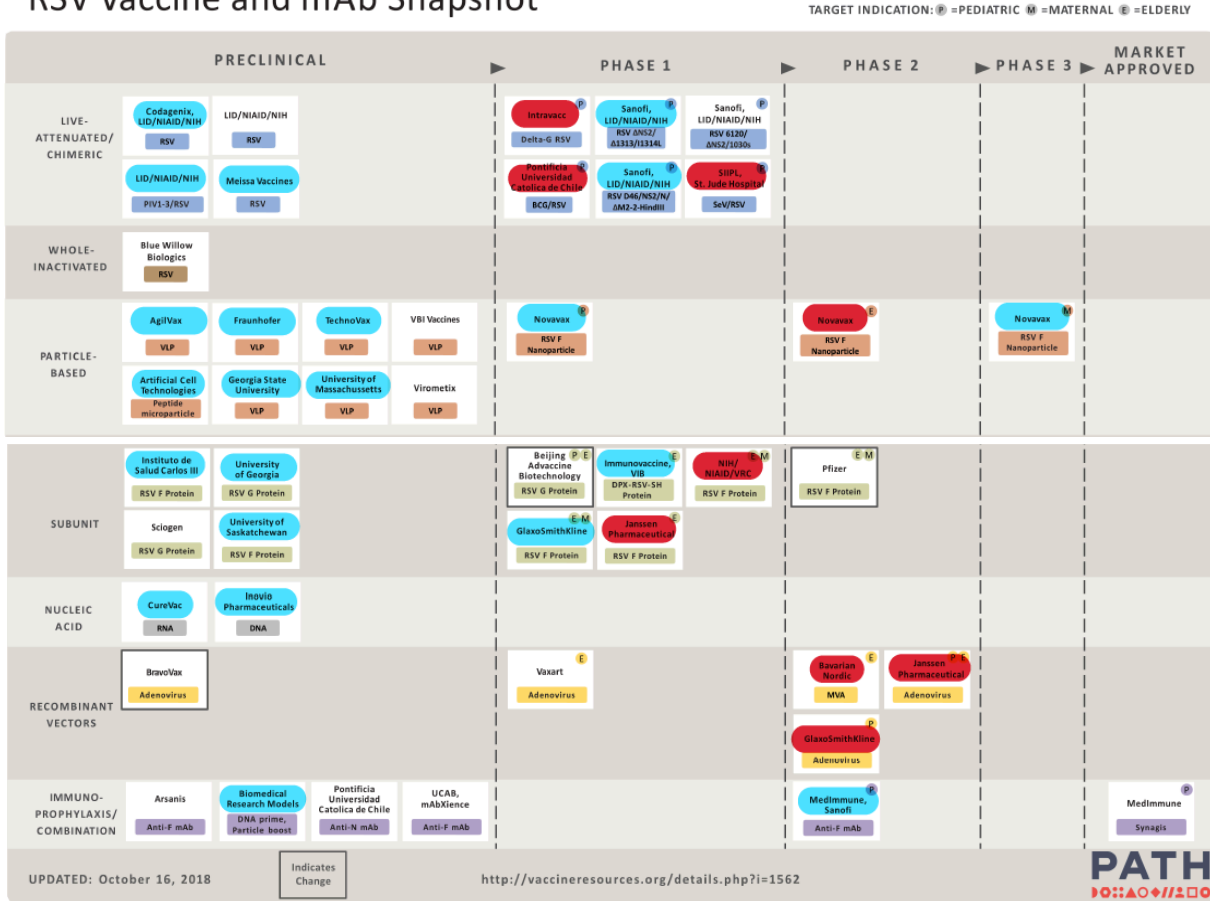 RSV Vaccine and mAb Snapshot
TARGET INDICATION: P =PEDIATRIC M =MATERNAL E =ELDERLY
PRECLINICAL
PHASE 1
PHASE 2
PHASE 3
MARKET
APPROVED
LIVE-
ATTENUATED/
CHIMERIC
Codagenix,
LID/NIAID/NIH
RSV
LID/NIAID/NIH
RSV
LID/NIAID/NIH
PIV1-3/RSV
Meissa Vaccines
RSV
P
Intravacc
Delta-G RSV
P
Sanofi,
LID/NIAID/NIH
RSV ΔNS2/
Δ1313/I1314L
P
Sanofi,
LID/NIAID/NIH
RSV 6120/
ΔNS2/1030s
P
Pontificia
Universidad
Catolica de Chile
BCG/RSV
P
Sanofi,
LID/NIAID/NIH
RSV D46/NS2/N/
ΔM2-2-HindIII
P
SIIPL,
St. Jude Hospital
SeV/RSV
WHOLE-
INACTIVATED
Blue Willow
Biologics
RSV
PARTICLE-
BASED
AgilVax
VLP
Fraunhofer
VLP
TechnoVax
VLP
VBI Vaccines
VLP
Artificial Cell
Technologies
Peptide
microparticle
Georgia State
University
VLP
University of
Massachussetts
VLP
Virometix
VLP
P
Novavax
RSV F
Nanoparticle
E
Novavax
RSV F
Nanoparticle
M
Novavax
RSV F
Nanoparticle
SUBUNIT
Instituto de
Salud Carlos III
RSV F Protein
University
of Georgia
RSV G Protein
Sciogen
RSV G Protein
University of
Saskatchewan
RSV F Protein
Beijing P E
Advaccine
Biotechnology
RSV G Protein
E
Immunovaccine,
VIB
DPX-RSV-SH
Protein
E M
NIH/
NIAID/VRC
RSV F Protein
E M
GlaxoSmithKline
RSV F Protein
E
Janssen
Pharmaceutical
RSV F Protein
E M
Pfizer
RSV F Protein
NUCLEIC
ACID
CureVac
RNA
Inovio
Pharmaceuticals
DNA
RECOMBINANT
VECTORS
BravoVax
Adenovirus
E
Vaxart
Adenovirus
E
Bavarian
Nordic
MVA
P E
Janssen
Pharmaceutical
Adenovirus
P
GlaxoSmithKline
Adenovirus
IMMUNO-
PROPHYLAXIS/
COMBINATION
Arsanis
Anti-F mAb
Biomedical
Research Models
DNA prime,
Particle boost
Pontificia
Universidad
Catolica de Chile
Anti-N mAb
UCAB,
mAbXience
Anti-F mAb
P
MedImmune,
Sanofi
Anti-F mAb
P
MedImmune
Synagis
UPDATED: October 16, 2018
Indicates
Change
http://vaccineresources.org/details.php?i=1562
PATH